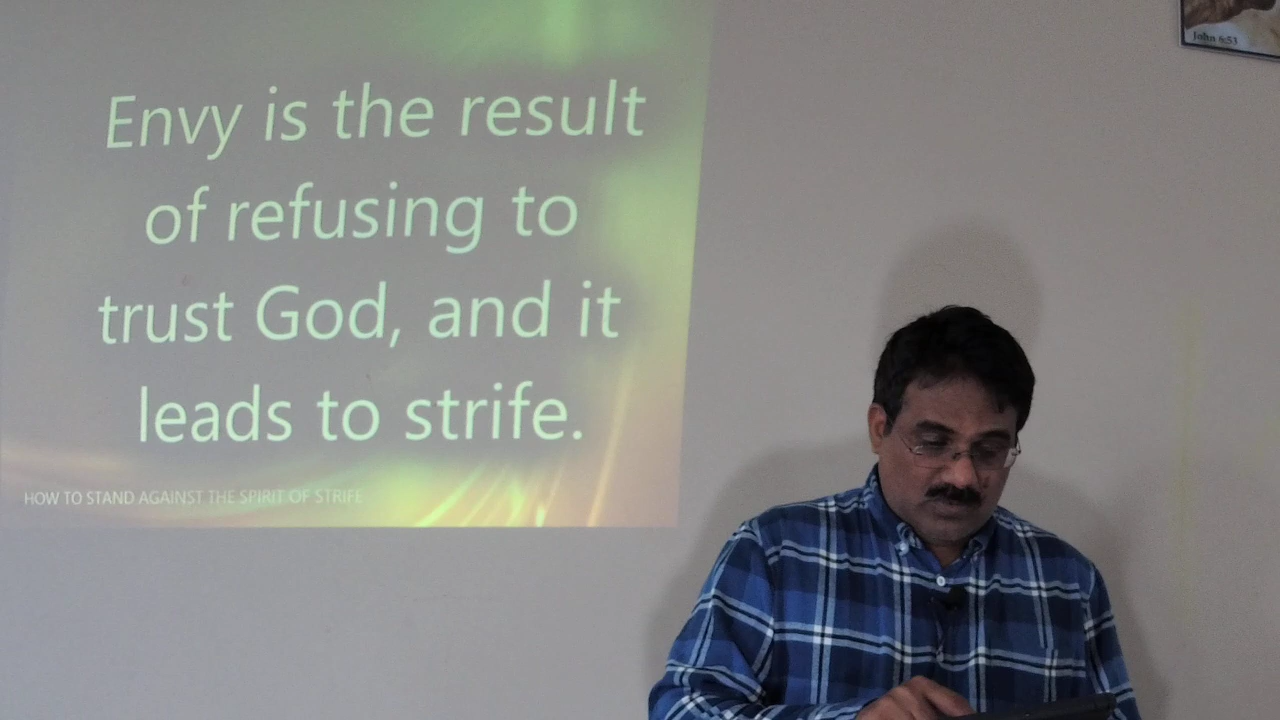 Envy is the result
of refusing to
trust God, and it
leads to strife.
HOW TO STAND AGAINST THE SPIRIT OF STRIFE
John 6:53